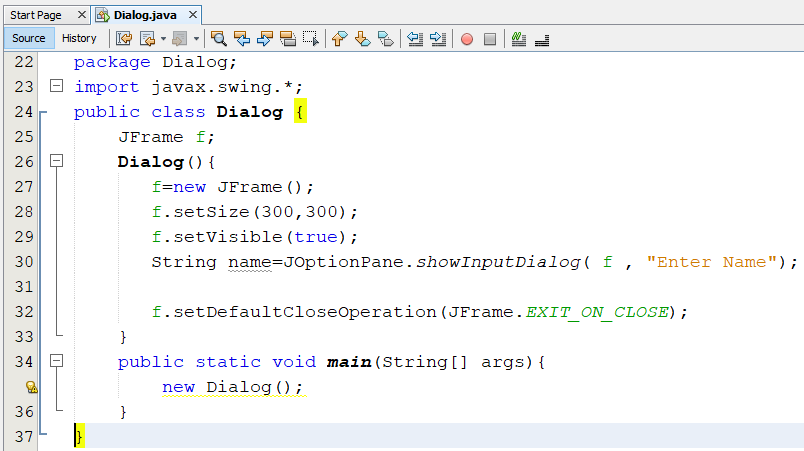 Start Page Dialog.java
Source History
22 package Dialog;
23 import javax.swing.*;
24 public class Dialog {
25 JFrame f;
26 Dialog(){
27 f=new JFrame();
28 f.setSize(300,300);
29 f.setVisible(true);
30 String name=JOptionPane.showInputDialog( f , "Enter Name");
31
32 f.setDefaultCloseOperation(JFrame.EXIT_ON_CLOSE);
33 }
34 public static void main(String[] args){
new Dialog();
36 }
37 }